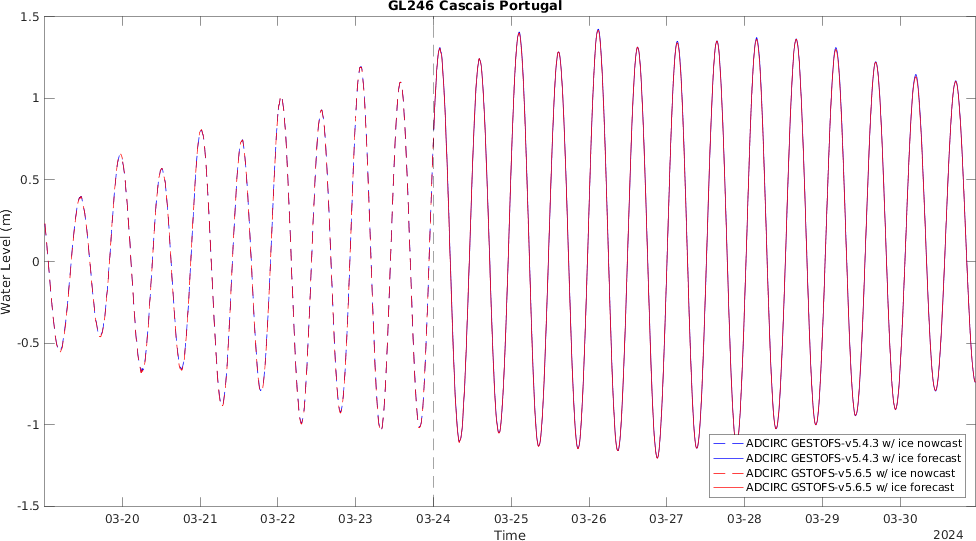 GL246 Cascais Portugal
1.5
1
0.5
0
-0.5
-1
-1.5
Water Level (m)
03-20 03-21 03-22 03-23 03-24 03-25 03-26 03-27 03-28 03-29 03-30
Time
2024
ADCIRC GESTOFS-v5.4.3 w/ ice nowcast
ADCIRC GESTOFS-v5.4.3 w/ ice forecast
ADCIRC GSTOFS-v5.6.5 w/ ice nowcast
ADCIRC GSTOFS-v5.6.5 w/ ice forecast